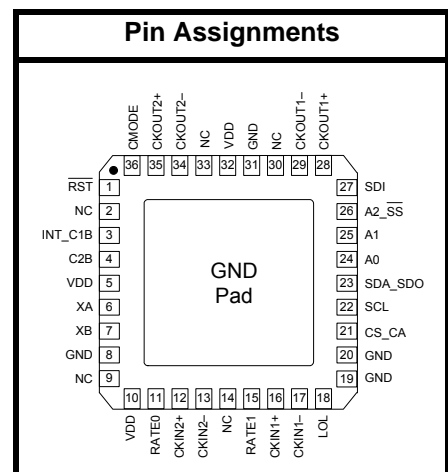 Pin Assignments
CMODE
CKOUT2+
CKOUT2–
NC
VDD
GND
NC
CKOUT1–
CKOUT1+
36 35 34 33 32 31 30 29 28
RST 1
NC 2
INT_C1B 3
C2B 4
VDD 5
XA 6
XB 7
GND 8
NC 9
GND
Pad
27 SDI
26 A2_SS
25 A1
24 A0
23 SDA_SDO
22 SCL
21 CS_CA
20 GND
19 GND
10 11 12 13 14 15 16 17 18
VDD
RATE0
CKIN2+
CKIN2–
NC
RATE1
CKIN1+
CKIN1–
LOL